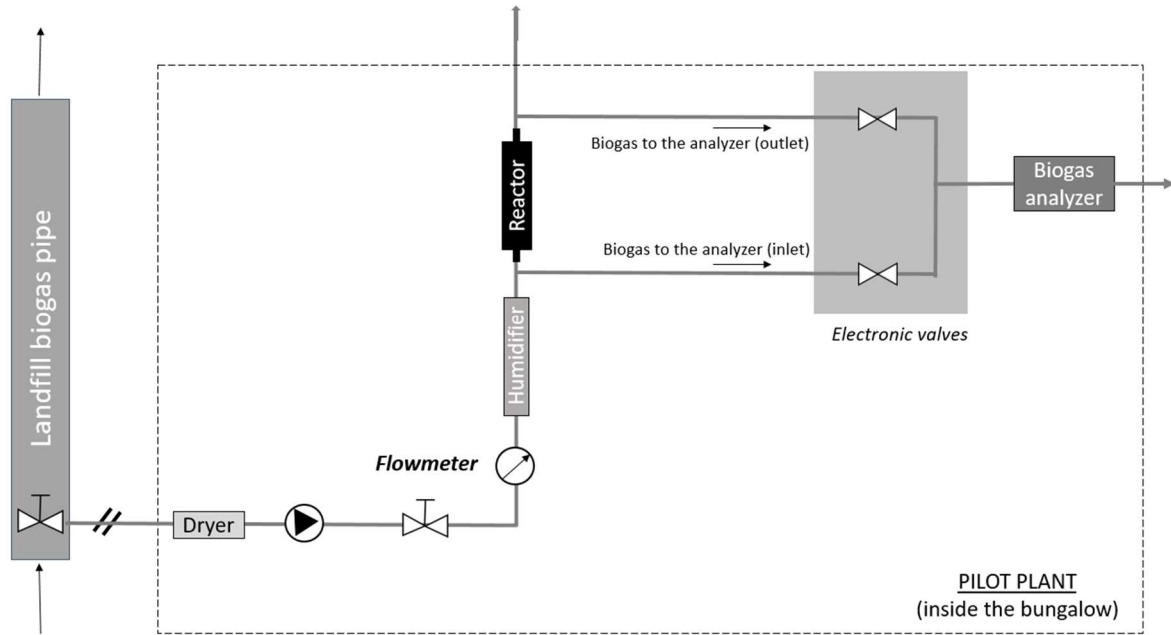 Landfill biogas pipe
Biogas to the analyzer (outlet)
Reactor
Biogas
analyzer
Biogas to the analyzer (inlet)
Electronic valves
Humidifier
Flowmeter
Dryer
PILOT PLANT
(inside the bungalow)